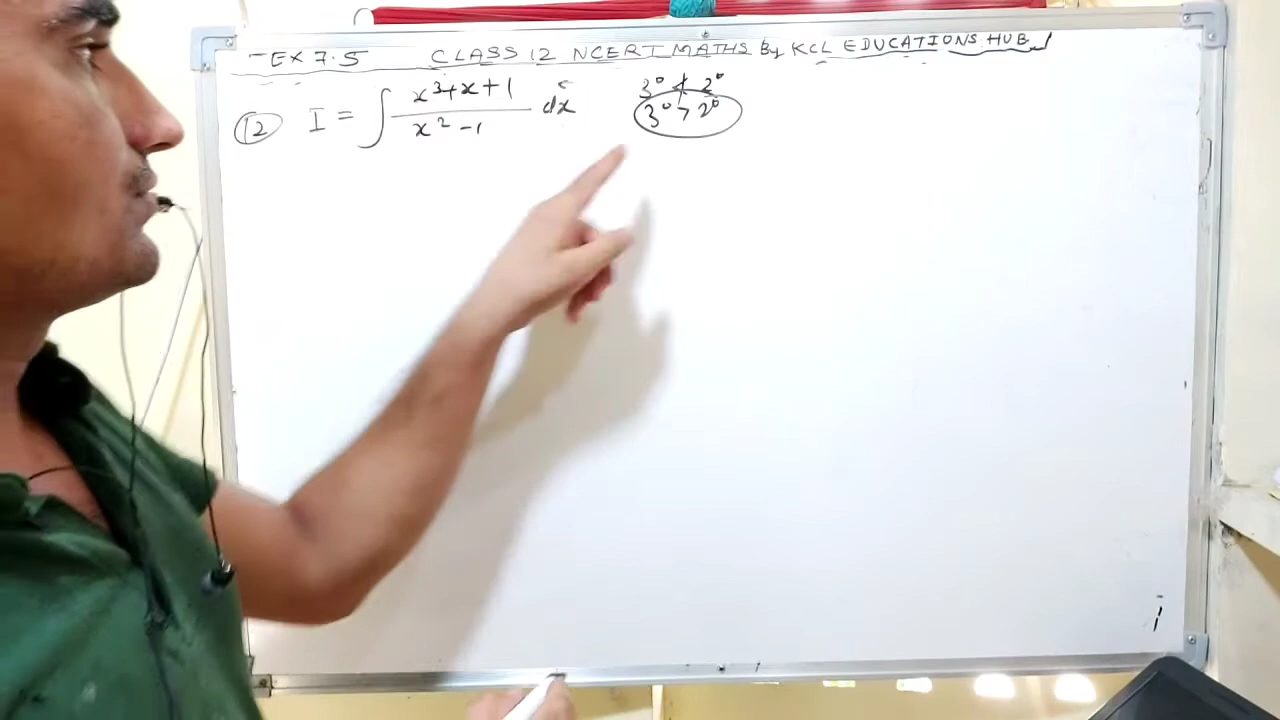 EX 7.5 CLASS 12 NCERT MATHS By KCL EDUCATIONS HUB
(12) I = ∫ (x³+x+1)/(x²-1) dx
3° ≮ 2°
3° > 2°